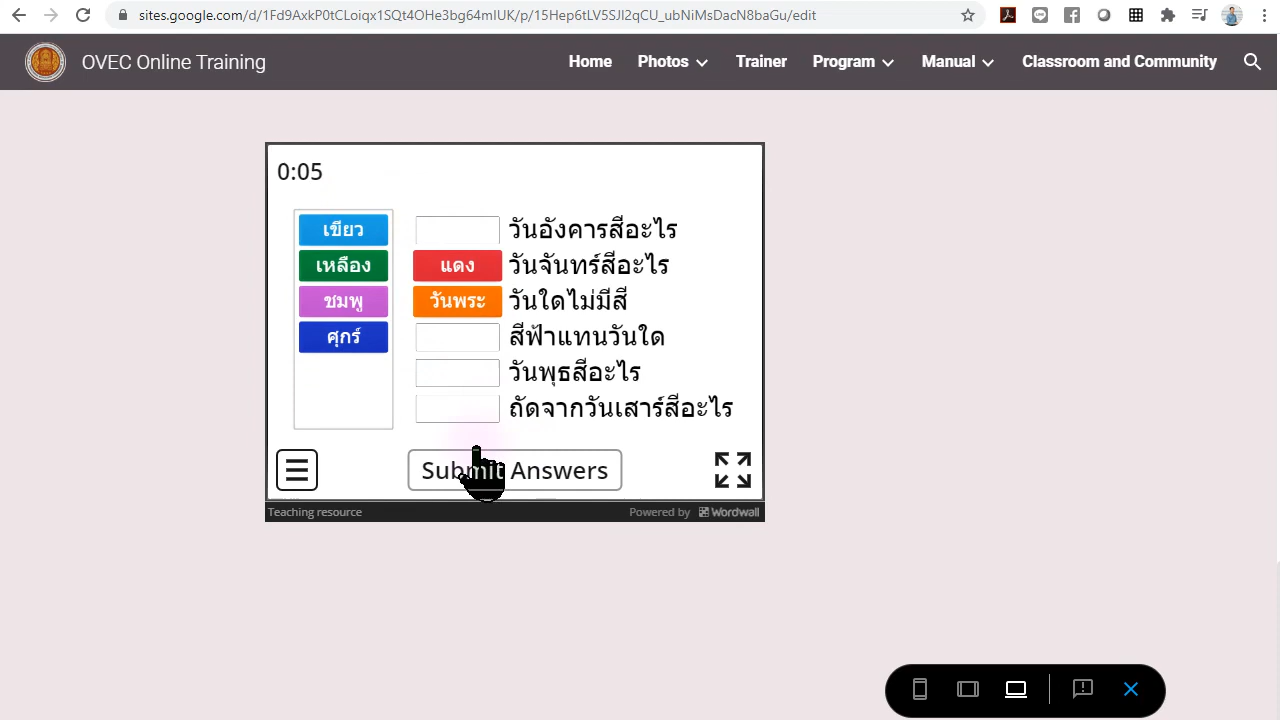 sites.google.com/d/1Fd9AxkP0tCLoiqx1SQt4OHe3bg64mIUK/p/15Hep6tLV5SJI2qCU_ubNiMsDacN8baGu/edit
OVEC Online Training
Home
Photos
Trainer
Program
Manual
Classroom and Community
0:05
เขียว
วันอังคารสีอะไร
เหลือง
แดง
วันจันทร์สีอะไร
ชมพู
วันพระ
วันใดไม่มีสี
ศุกร์
สีฟ้าแทนวันใด
วันพุธสีอะไร
ถัดจากวันเสาร์สีอะไร
Submit Answers
Teaching resource
Powered by Wordwall